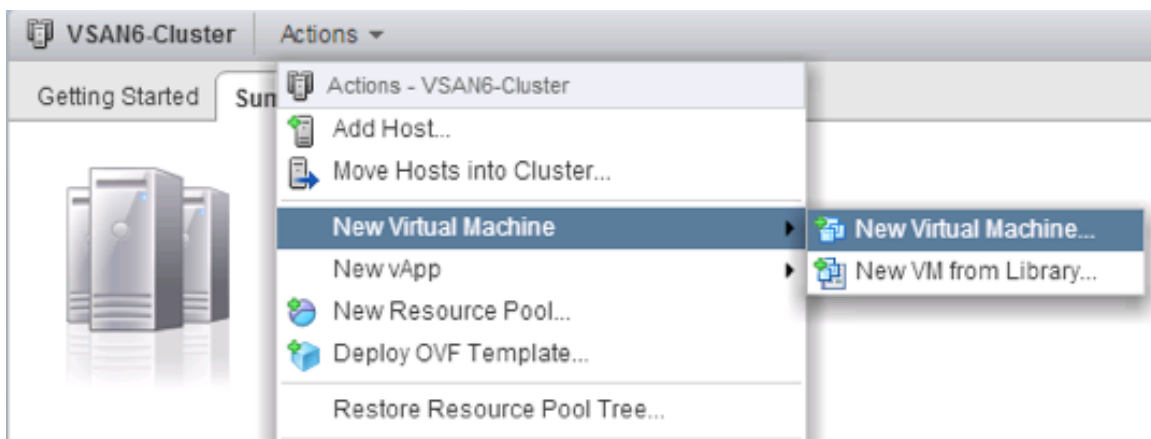 VSAN6-Cluster Actions
Getting Started Sun
Actions - VSAN6-Cluster
Add Host...
Move Hosts into Cluster...
New Virtual Machine
New Virtual Machine...
New vApp
New VM from Library...
New Resource Pool...
Deploy OVF Template...
Restore Resource Pool Tree...